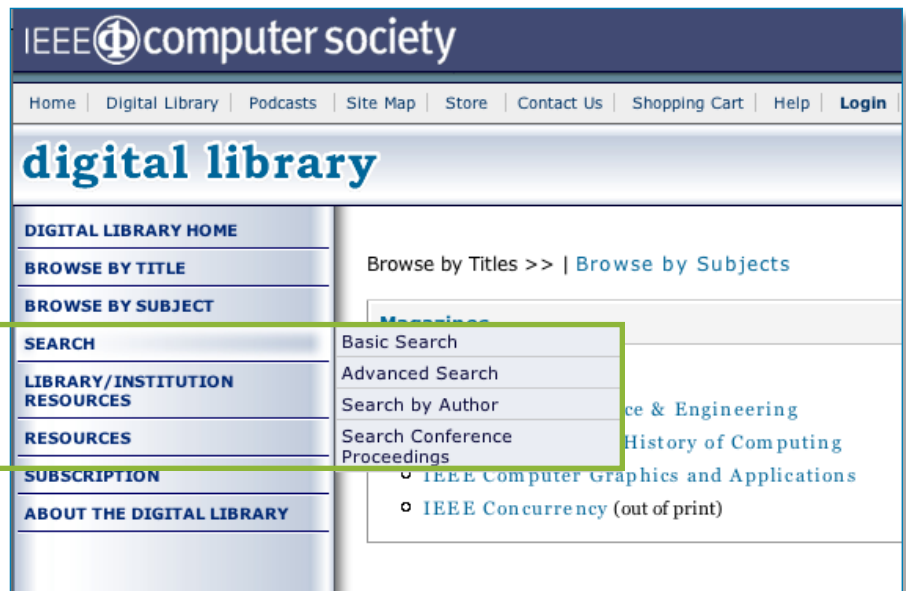 IEEE computer society
Home | Digital Library | Podcasts | Site Map | Store | Contact Us | Shopping Cart | Help | Login |
digital library
DIGITAL LIBRARY HOME
BROWSE BY TITLE
BROWSE BY SUBJECT
SEARCH
LIBRARY/INSTITUTION
RESOURCES
RESOURCES
SUBSCRIPTION
ABOUT THE DIGITAL LIBRARY
Basic Search
Advanced Search
Search by Author
Search Conference
Proceedings
Browse by Titles >> | Browse by Subjects
Magazines
& Engineering
History of Computing
IEEE Computer Graphics and Applications
IEEE Concurrency (out of print)